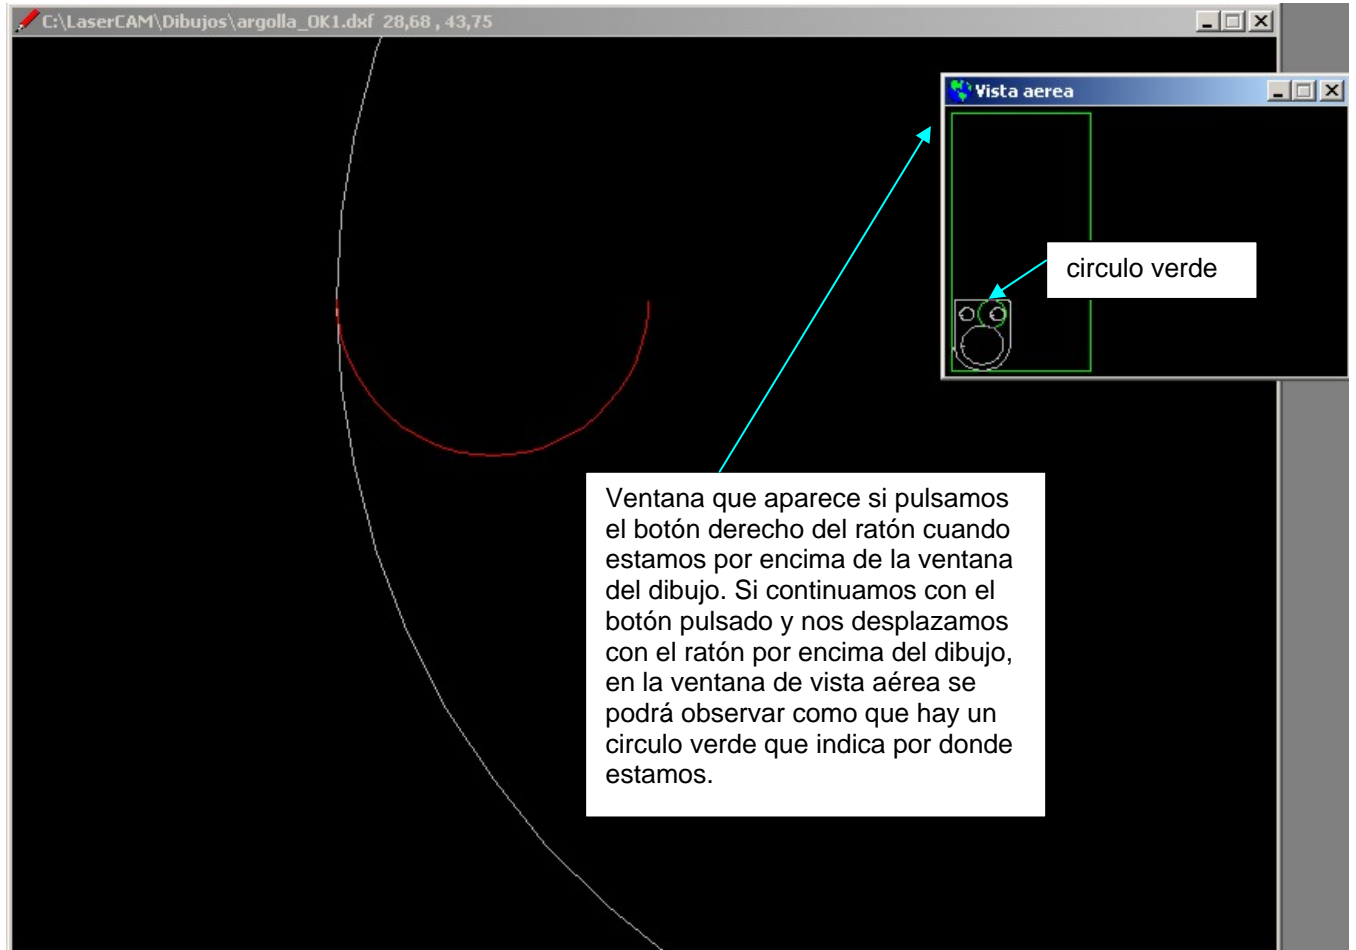 C:\LaserCAM\Dibujos\argolla_OK1.dxf 28,68 , 43,75
Vista aerea
circulo verde
Ventana que aparece si pulsamos
el botón derecho del ratón cuando
estamos por encima de la ventana
del dibujo. Si continuamos con el
botón pulsado y nos desplazamos
con el ratón por encima del dibujo,
en la ventana de vista aérea se
podrá observar como que hay un
circulo verde que indica por donde
estamos.